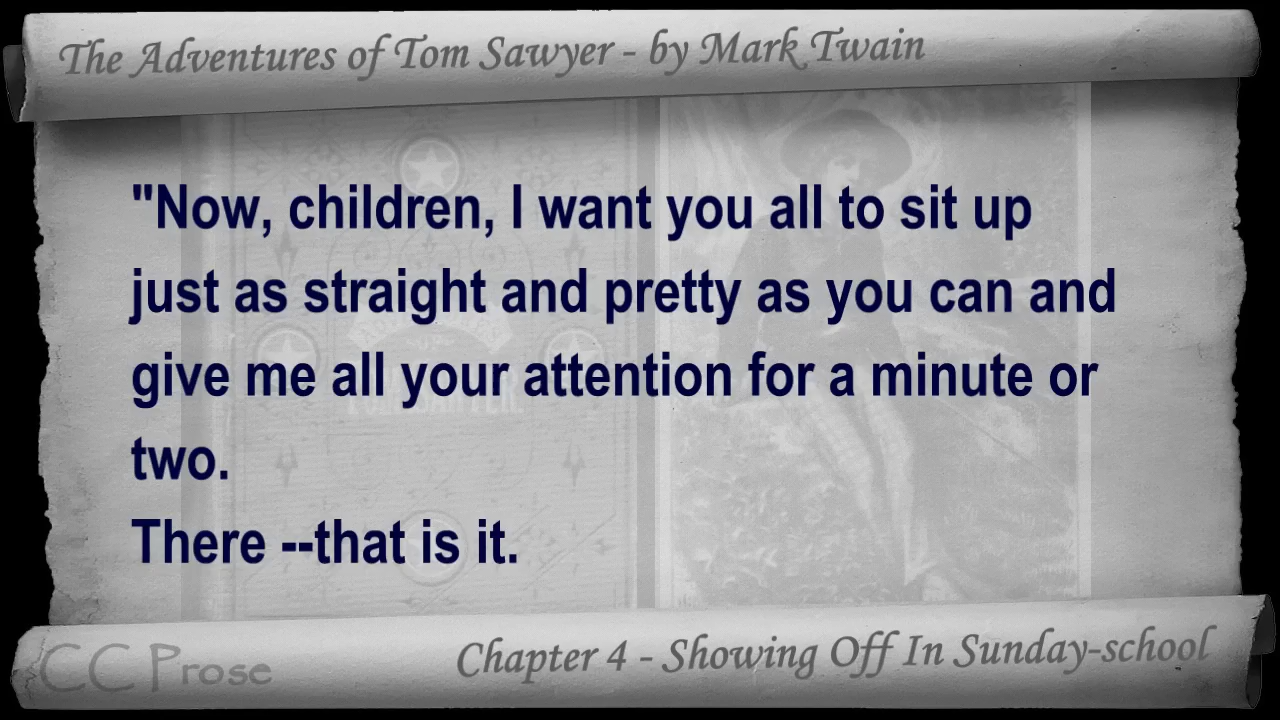 The Adventures of Tom Sawyer - by Mark Twain
"Now, children, I want you all to sit up
just as straight and pretty as you can and
give me all your attention for a minute or
two.
There --that is it.
CC Prose
Chapter 4 - Showing Off In Sunday-school